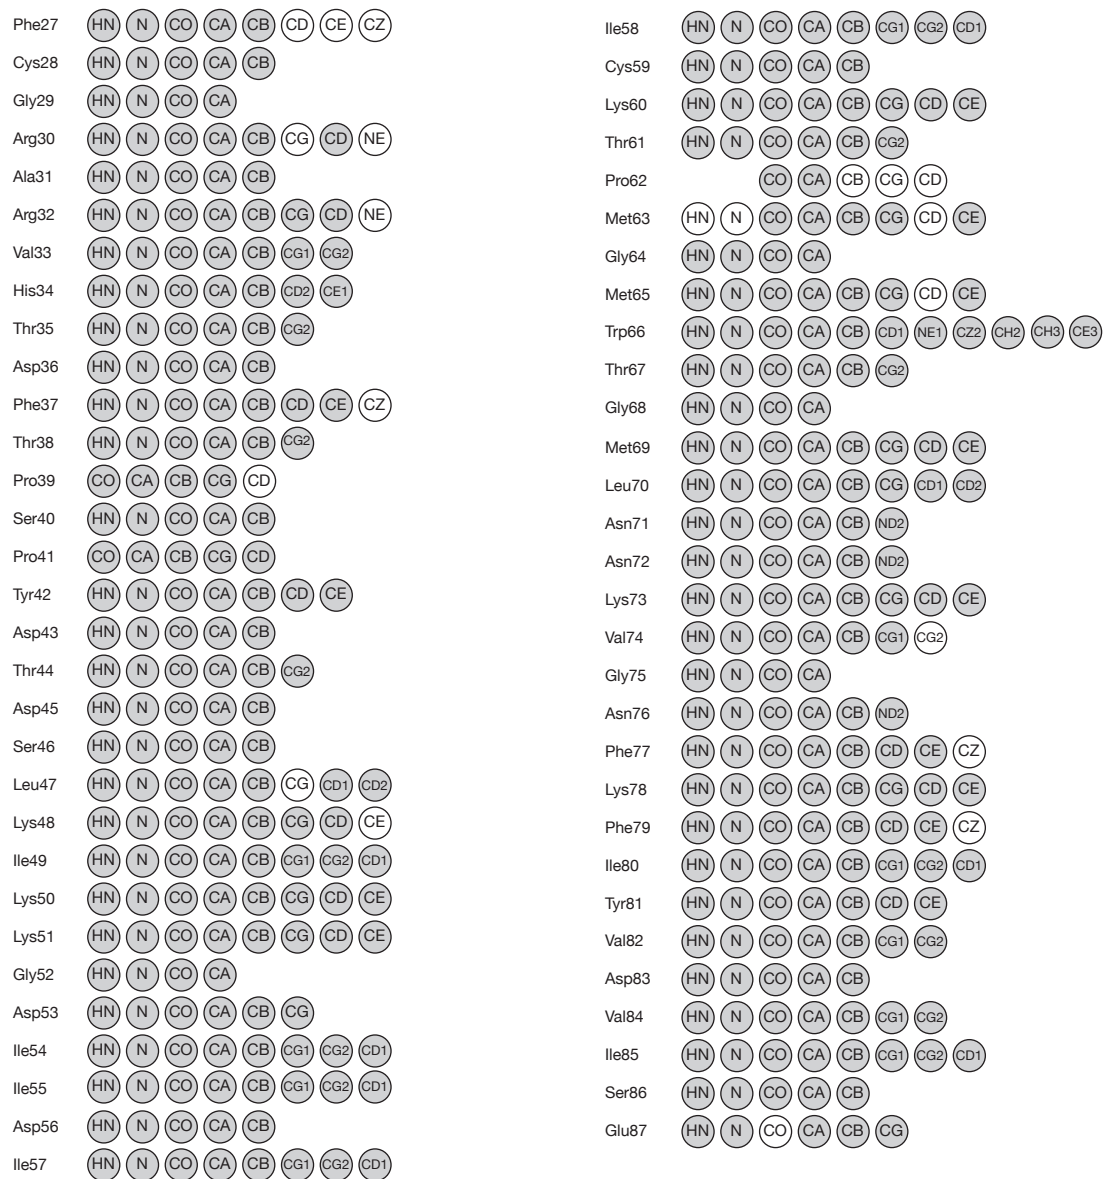 Phe27 HN N CO CA CB CD CE CZ
Cys28 HN N CO CA CB
Gly29 HN N CO CA
Arg30 HN N CO CA CB CG CD NE
Ala31 HN N CO CA CB
Arg32 HN N CO CA CB CG CD NE
Val33 HN N CO CA CB CG1 CG2
His34 HN N CO CA CB CD2 CE1
Thr35 HN N CO CA CB CG2
Asp36 HN N CO CA CB
Phe37 HN N CO CA CB CD CE CZ
Thr38 HN N CO CA CB CG2
Pro39 CO CA CB CG CD
Ser40 HN N CO CA CB
Pro41 CO CA CB CG CD
Tyr42 HN N CO CA CB CD CE
Asp43 HN N CO CA CB
Thr44 HN N CO CA CB CG2
Asp45 HN N CO CA CB
Ser46 HN N CO CA CB
Leu47 HN N CO CA CB CG CD1 CD2
Lys48 HN N CO CA CB CG CD CE
Ile49 HN N CO CA CB CG1 CG2 CD1
Lys50 HN N CO CA CB CG CD CE
Lys51 HN N CO CA CB CG CD CE
Gly52 HN N CO CA
Asp53 HN N CO CA CB CG
Ile54 HN N CO CA CB CG1 CG2 CD1
Ile55 HN N CO CA CB CG1 CG2 CD1
Asp56 HN N CO CA CB
Ile57 HN N CO CA CB CG1 CG2 CD1
Ile58 HN N CO CA CB CG1 CG2 CD1
Cys59 HN N CO CA CB
Lys60 HN N CO CA CB CG CD CE
Thr61 HN N CO CA CB CG2
Pro62 CO CA CB CG CD
Met63 HN N CO CA CB CG CD CE
Gly64 HN N CO CA
Met65 HN N CO CA CB CG CD CE
Trp66 HN N CO CA CB CD1 NE1 CZ2 CH2 CH3 CE3
Thr67 HN N CO CA CB CG2
Gly68 HN N CO CA
Met69 HN N CO CA CB CG CD CE
Leu70 HN N CO CA CB CG CD1 CD2
Asn71 HN N CO CA CB ND2
Asn72 HN N CO CA CB ND2
Lys73 HN N CO CA CB CG CD CE
Val74 HN N CO CA CB CG1 CG2
Gly75 HN N CO CA
Asn76 HN N CO CA CB ND2
Phe77 HN N CO CA CB CD CE CZ
Lys78 HN N CO CA CB CG CD CE
Phe79 HN N CO CA CB CD CE CZ
Ile80 HN N CO CA CB CG1 CG2 CD1
Tyr81 HN N CO CA CB CD CE
Val82 HN N CO CA CB CG1 CG2
Asp83 HN N CO CA CB
Val84 HN N CO CA CB CG1 CG2
Ile85 HN N CO CA CB CG1 CG2 CD1
Ser86 HN N CO CA CB
Glu87 HN N CO CA CB CG